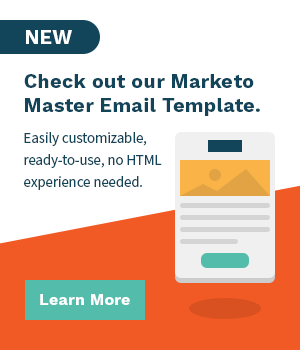 NEW
Check out our Marketo
Master Email Template.
Easily customizable,
ready-to-use, no HTML
experience needed.
Learn More